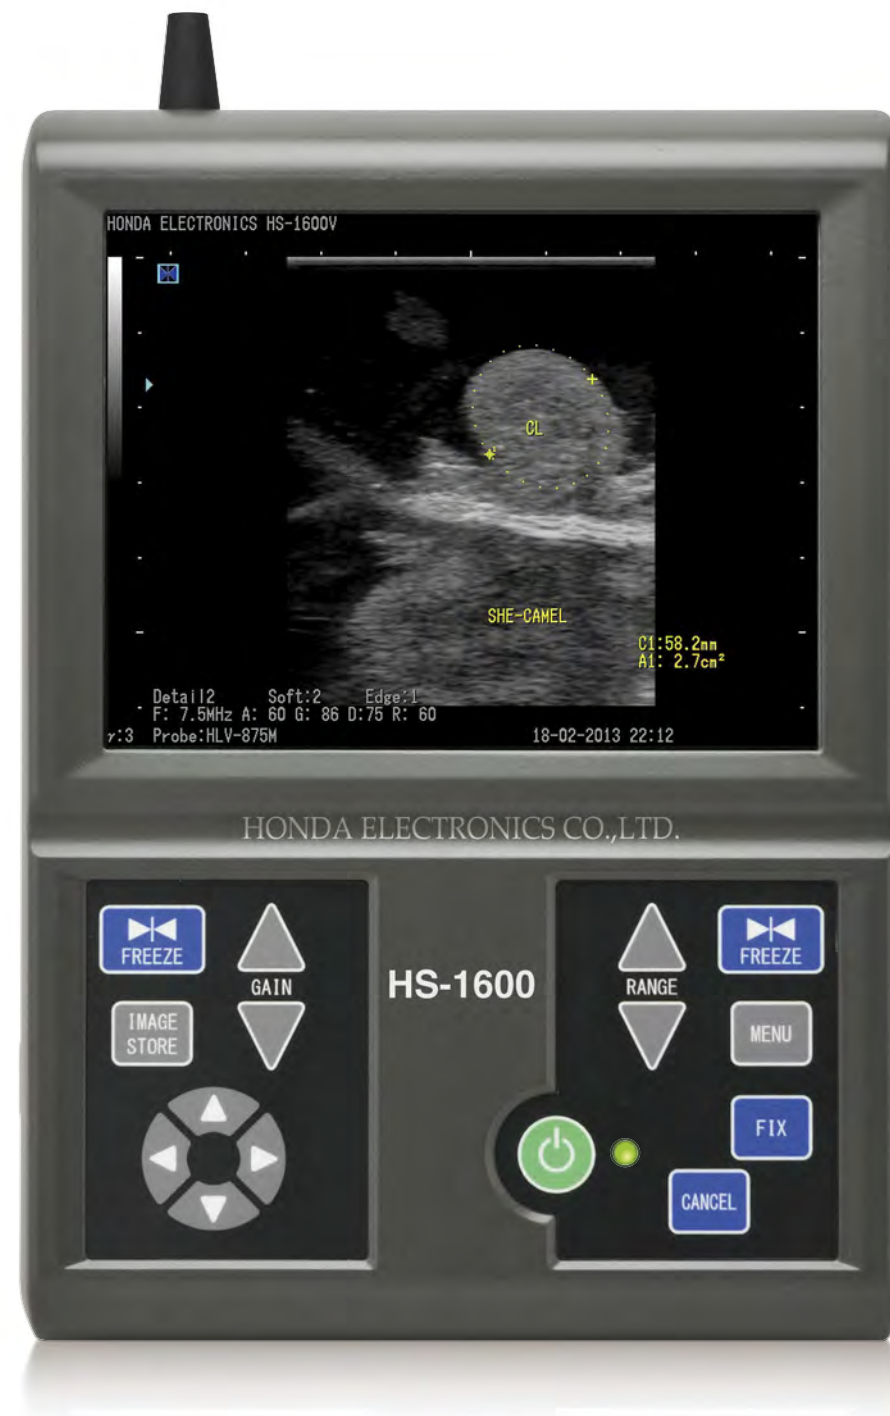 HONDA ELECTRONICS HS-1600V
CL
SHE-CAMEL
C1:58.2mm
A1: 2.7cm²
Detail2 Soft:2 Edge:1
F: 7.5MHz A: 60 G: 86 D:75 R: 60
r:3 Probe:HLV-875M 18-02-2013 22:12
HONDA ELECTRONICS CO.,LTD.
FREEZE
GAIN
IMAGE
STORE
HS-1600
RANGE
FREEZE
MENU
FIX
CANCEL